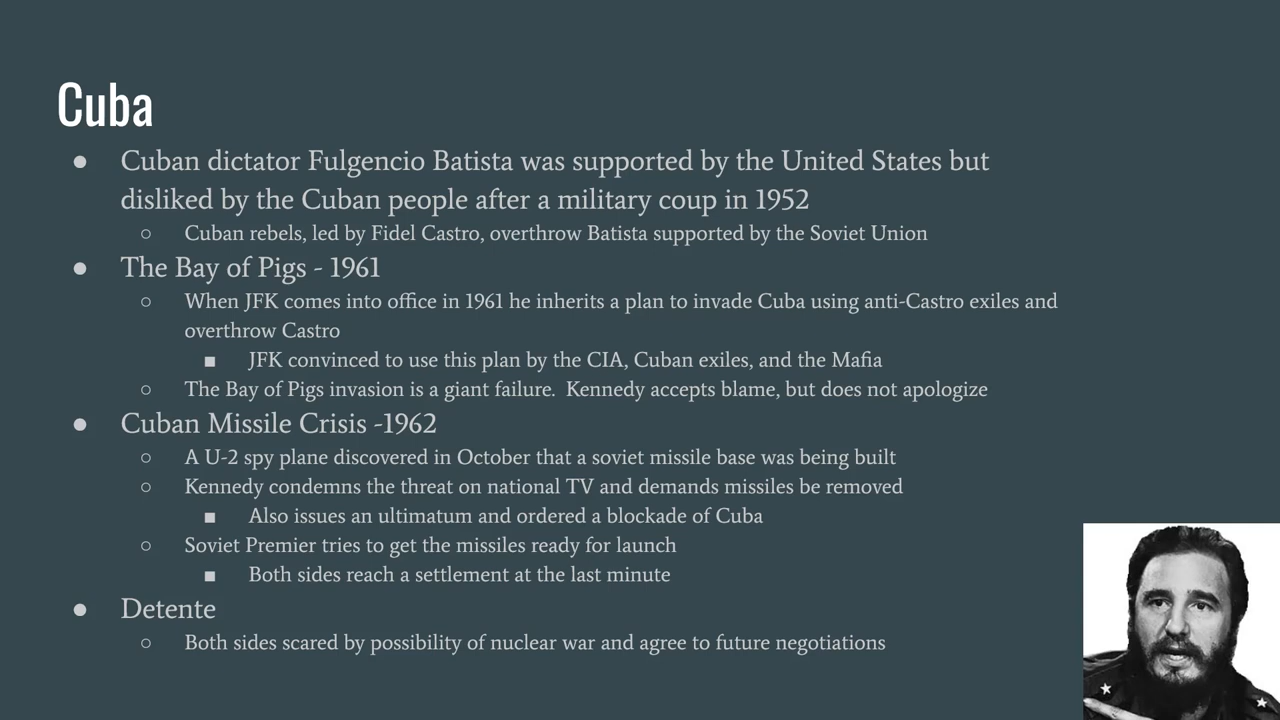 Cuba
● Cuban dictator Fulgencio Batista was supported by the United States but
disliked by the Cuban people after a military coup in 1952
○ Cuban rebels, led by Fidel Castro, overthrow Batista supported by the Soviet Union
● The Bay of Pigs - 1961
○ When JFK comes into office in 1961 he inherits a plan to invade Cuba using anti-Castro exiles and
overthrow Castro
■ JFK convinced to use this plan by the CIA, Cuban exiles, and the Mafia
○ The Bay of Pigs invasion is a giant failure.  Kennedy accepts blame, but does not apologize
● Cuban Missile Crisis -1962
○ A U-2 spy plane discovered in October that a soviet missile base was being built
○ Kennedy condemns the threat on national TV and demands missiles be removed
■ Also issues an ultimatum and ordered a blockade of Cuba
○ Soviet Premier tries to get the missiles ready for launch
■ Both sides reach a settlement at the last minute
● Detente
○ Both sides scared by possibility of nuclear war and agree to future negotiations